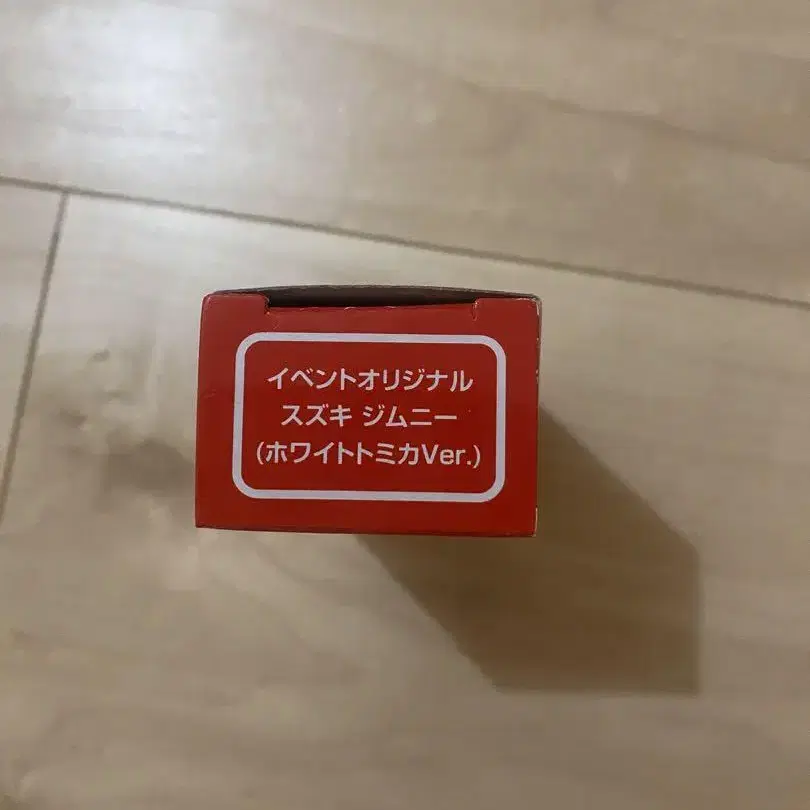 イベントオリジナル
スズキ ジムニー
(ホワイトトミカVer.)